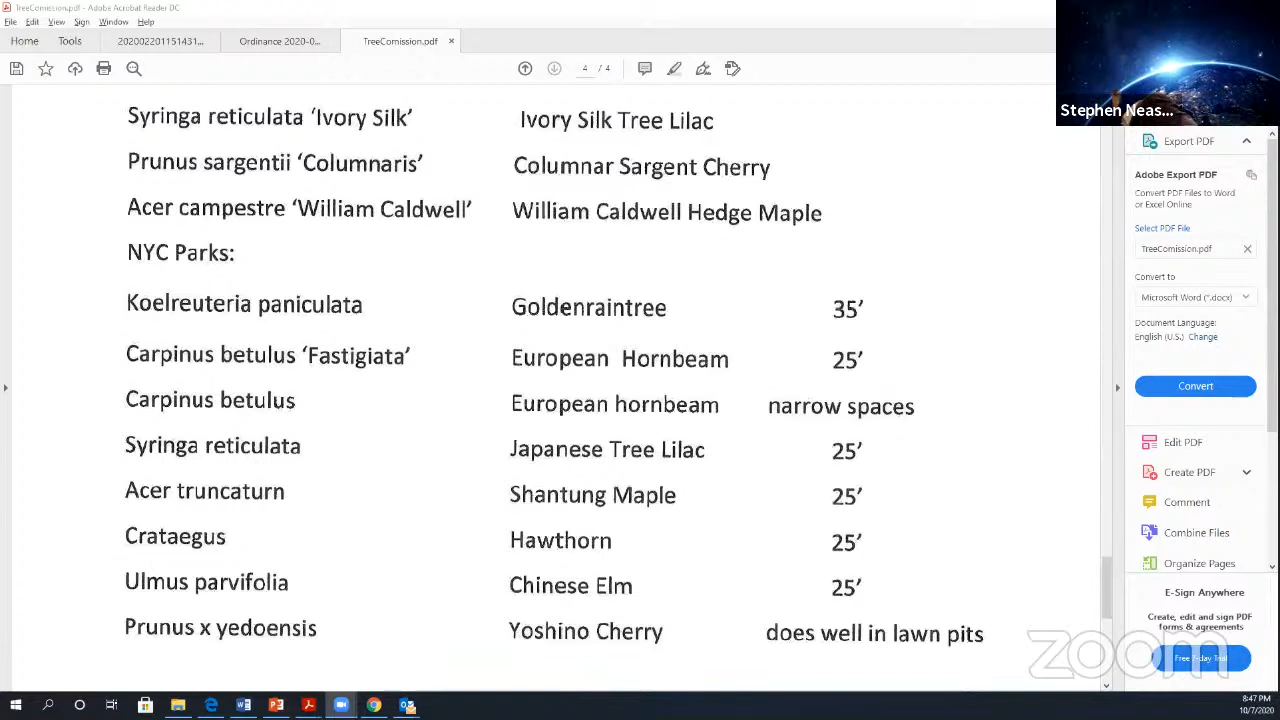 TreeComission.pdf - Adobe Acrobat Reader DC
File Edit View Sign Window Help
Home Tools 202002201151431... Ordinance 2020-0... TreeComission.pdf ×
4 / 4
Stephen Neas...
Syringa reticulata ‘Ivory Silk’ Ivory Silk Tree Lilac
Prunus sargentii ‘Columnaris’ Columnar Sargent Cherry
Acer campestre ‘William Caldwell’ William Caldwell Hedge Maple
NYC Parks:
Koelreuteria paniculata Goldenraintree 35’
Carpinus betulus ‘Fastigiata’ European Hornbeam 25’
Carpinus betulus European hornbeam narrow spaces
Syringa reticulata Japanese Tree Lilac 25’
Acer truncaturn Shantung Maple 25’
Crataegus Hawthorn 25’
Ulmus parvifolia Chinese Elm 25’
Prunus x yedoensis Yoshino Cherry does well in lawn pits
Export PDF
Adobe Export PDF
Convert PDF Files to Word
or Excel Online
Select PDF File
TreeComission.pdf
Convert to
Microsoft Word (*.docx)
Document Language:
English (U.S.) Change
Convert
Edit PDF
Create PDF
Comment
Combine Files
Organize Pages
E-Sign Anywhere
Create, edit and sign PDF
forms & agreements
Free 7-day Trial
zoom
8:47 PM
10/7/2020